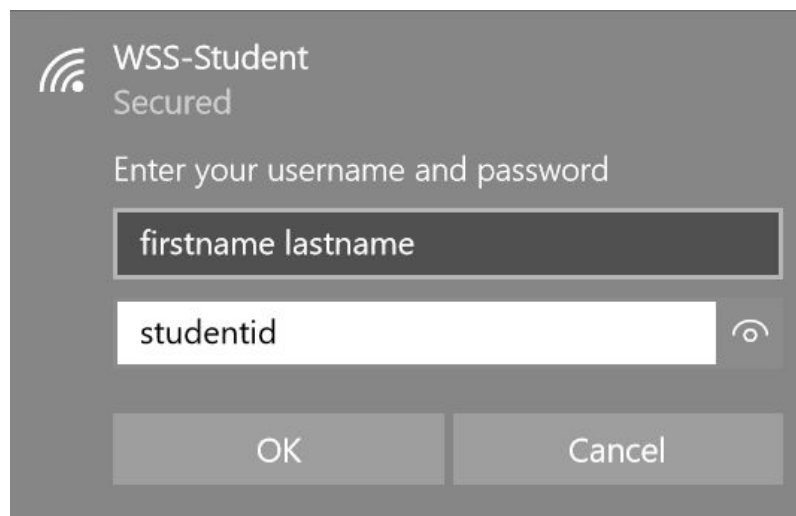 WSS-Student
Secured
Enter your username and password
firstname lastname
studentid
OK Cancel